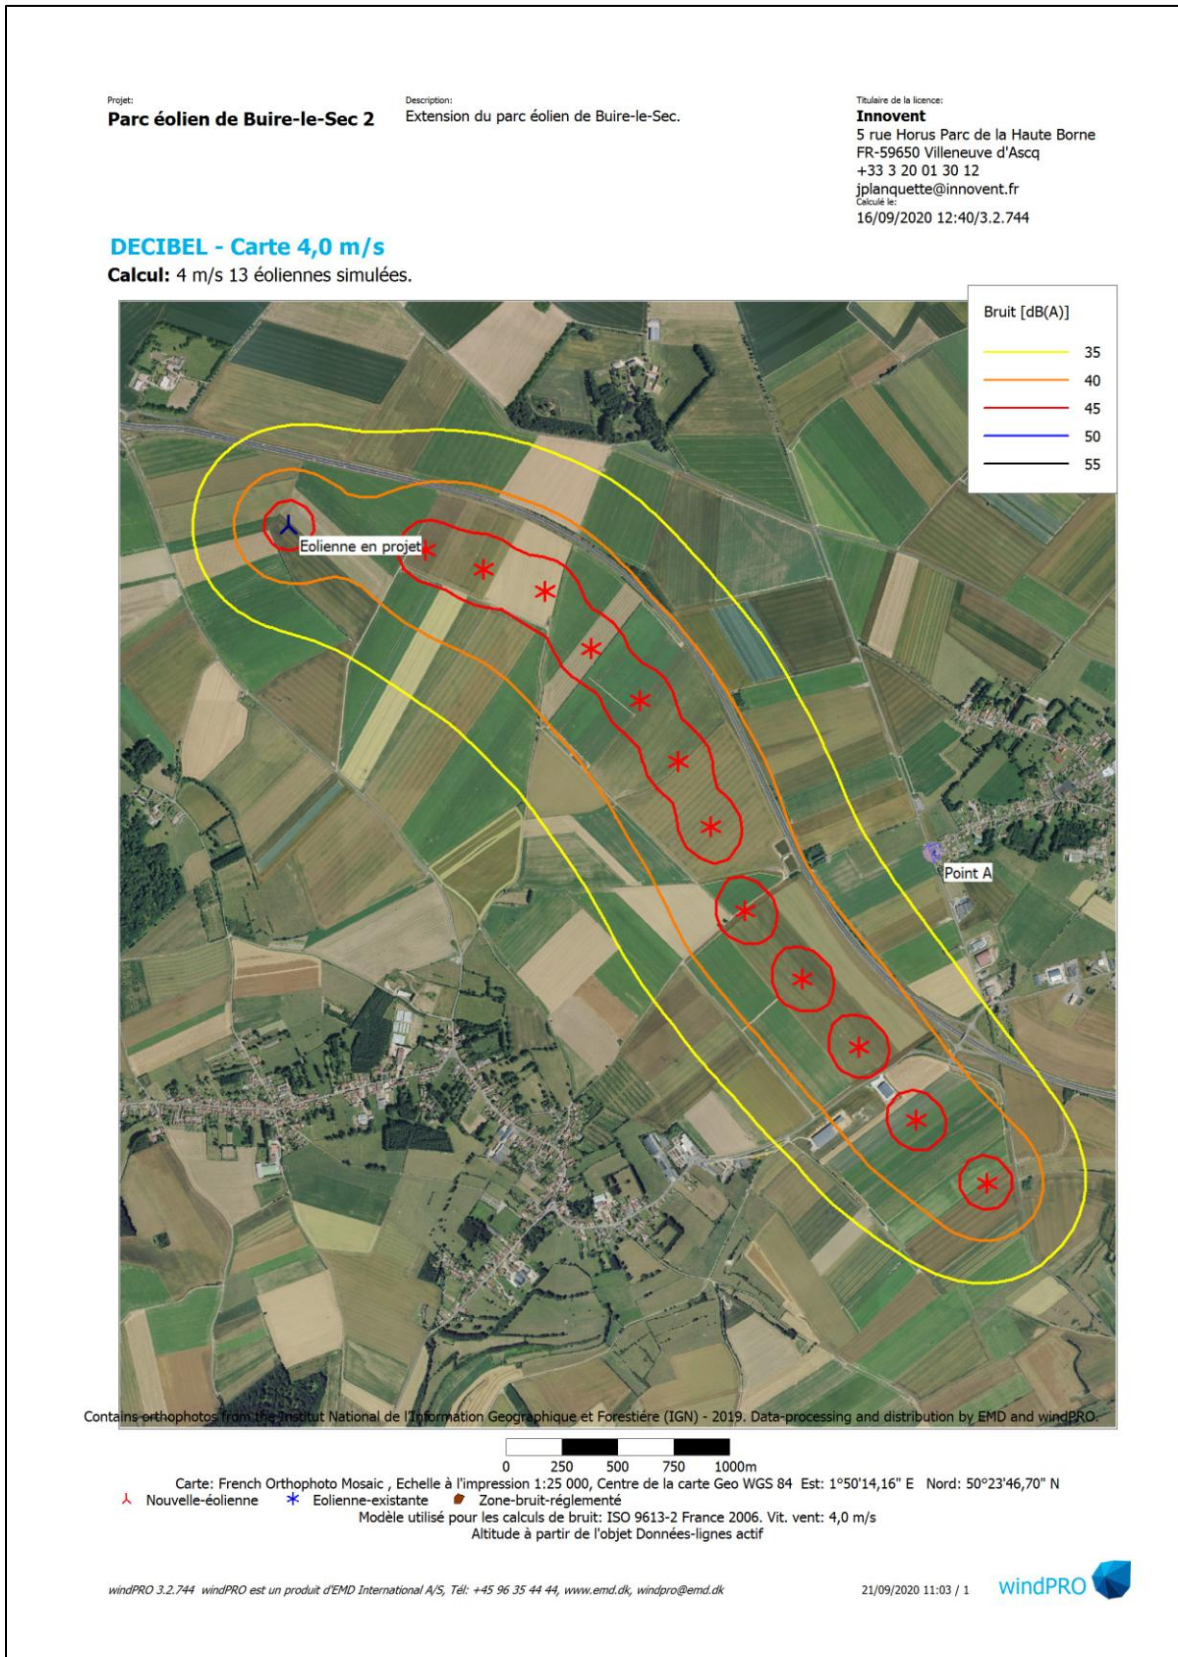 Projet:
Parc éolien de Buire-le-Sec 2
Description:
Extension du parc éolien de Buire-le-Sec.
Titulaire de la licence:
Innovent
5 rue Horus Parc de la Haute Borne
FR-59650 Villeneuve d'Ascq
+33 3 20 01 30 12
jplanquette@innovent.fr
Calculé le:
16/09/2020 12:40/3.2.744
DECIBEL - Carte 4,0 m/s
Calcul: 4 m/s 13 éoliennes simulées.
Bruit [dB(A)]
35
40
45
50
55
Eolienne en projet
Point A
Contains orthophotos from the Institut National de l'Information Geographique et Forestière (IGN) - 2019. Data-processing and distribution by EMD and windPRO.
0 250 500 750 1000m
Carte: French Orthophoto Mosaic , Echelle à l'impression 1:25 000, Centre de la carte Geo WGS 84 Est: 1°50'14,16" E Nord: 50°23'46,70" N
Nouvelle-éolienne Eolienne-existante Zone-bruit-réglementé
Modèle utilisé pour les calculs de bruit: ISO 9613-2 France 2006. Vit. vent: 4,0 m/s
Altitude à partir de l'objet Données-lignes actif
windPRO 3.2.744 windPRO est un produit d'EMD International A/S, Tél: +45 96 35 44 44, www.emd.dk, windpro@emd.dk
21/09/2020 11:03 / 1
windPRO